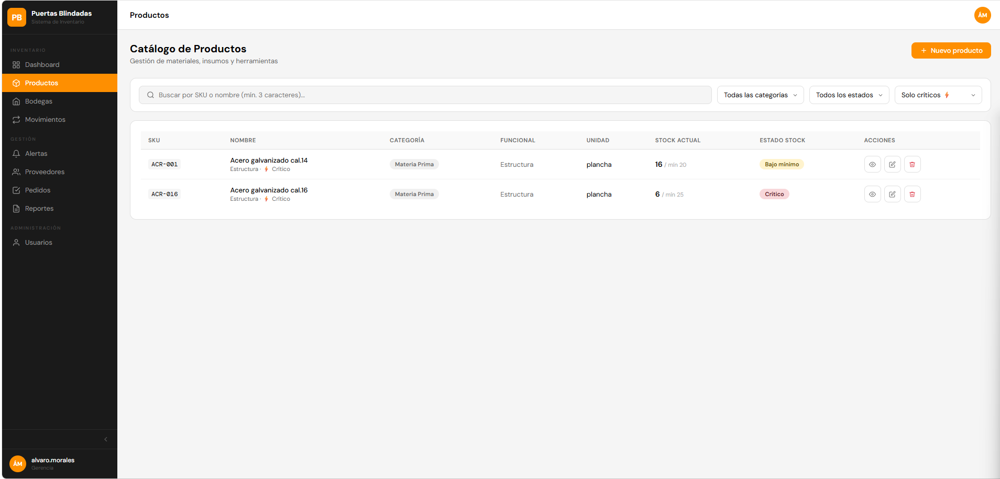 PB
Puertas Blindadas
Sistema de Inventario
INVENTARIO
Dashboard
Productos
Bodegas
Movimientos
GESTIÓN
Alertas
Proveedores
Pedidos
Reportes
ADMINISTRACIÓN
Usuarios
ÁM
alvaro.morales
Gerencia
Productos
ÁM
Catálogo de Productos
Gestión de materiales, insumos y herramientas
+ Nuevo producto
Buscar por SKU o nombre (mín. 3 caracteres)...
Todas las categorías
Todos los estados
Solo críticos
SKU NOMBRE CATEGORÍA FUNCIONAL UNIDAD STOCK ACTUAL ESTADO STOCK ACCIONES
ACR-001 Acero galvanizado cal.14 Materia Prima Estructura plancha 16 / mín 20 Bajo mínimo
Estructura · Crítico
ACR-016 Acero galvanizado cal.16 Materia Prima Estructura plancha 6 / mín 25 Crítico
Estructura · Crítico